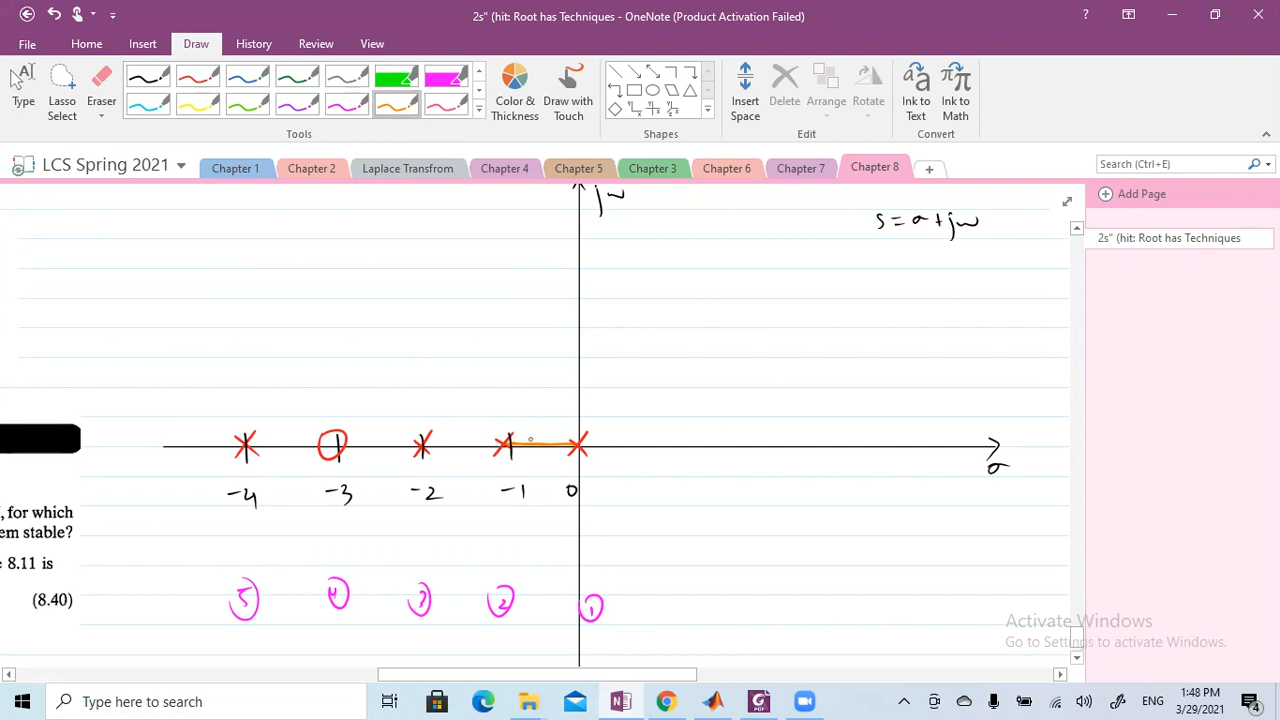 2s“ (hit: Root has Techniques - OneNote (Product Activation Failed)
File Home Insert Draw History Review View
Type
Lasso Select
Eraser
Color & Thickness
Draw with Touch
Insert Space
Delete
Arrange
Rotate
Ink to Text
Ink to Math
Tools
Shapes
Edit
Convert
LCS Spring 2021
Chapter 1
Chapter 2
Laplace Transfrom
Chapter 4
Chapter 5
Chapter 3
Chapter 6
Chapter 7
Chapter 8
Search (Ctrl+E)
Add Page
2s“ (hit: Root has Techniques
jω
s = σ + jω
σ
-4 -3 -2 -1 0
, for which
em stable?
e 8.11 is
(8.40)
5 4 3 2 1
Activate Windows
Go to Settings to activate Windows.
Type here to search
ENG
1:48 PM
3/29/2021
4